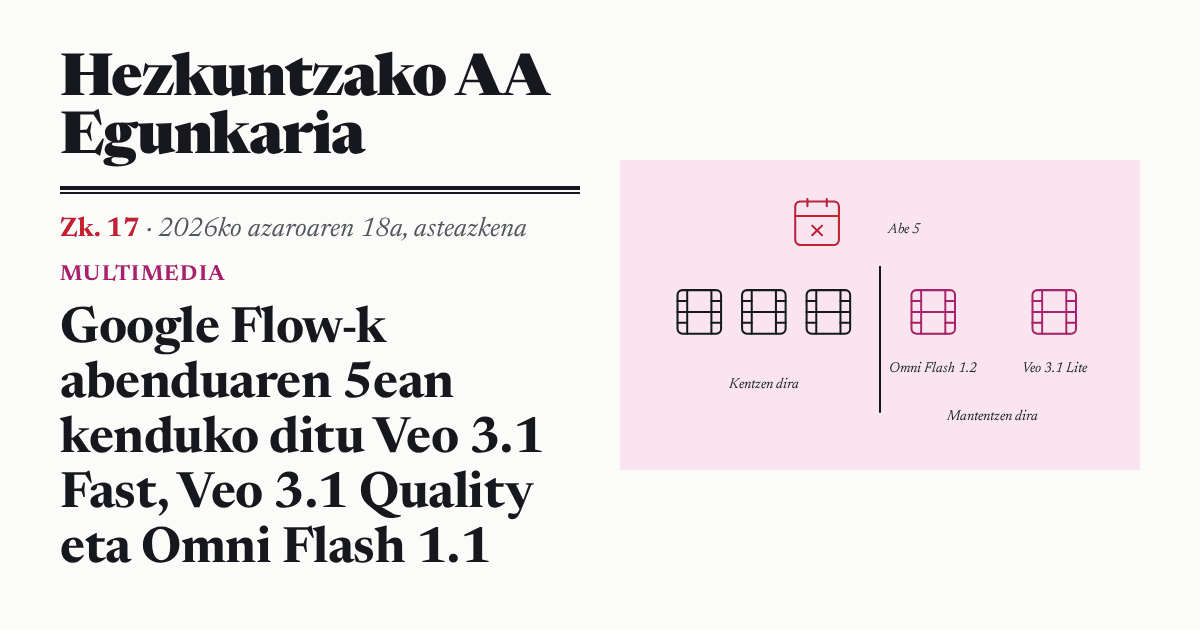 Hezkuntzako AA
Egunkaria
Zk. 17 · 2026ko azaroaren 18a, asteazkena
MULTIMEDIA
Google Flow-k
abenduaren 5ean
kenduko ditu Veo 3.1
Fast, Veo 3.1 Quality
eta Omni Flash 1.1
Abe 5
Kentzen dira
Omni Flash 1.2
Veo 3.1 Lite
Mantentzen dira